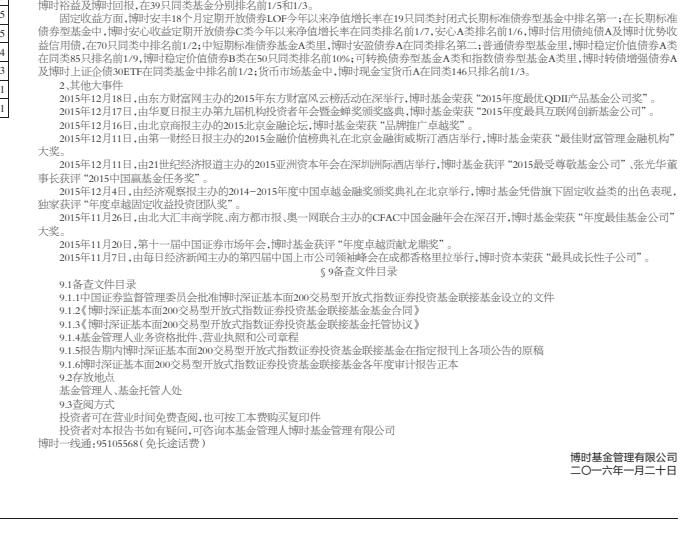 5
5
4
3
1
1
博时裕益及博时回报,在39只同类基金分别排名前1/5和1/3。
固定收益方面,博时安丰18个月定期开放债券LOF今年以来净值增长率在19只同类封闭式长期标准债券型基金中排名第一;在长期标准
债券型基金中,博时安心收益定期开放债券C类今年以来净值增长率在同类排名前1/7,安心A类排名前1/6,博时信用债纯债A及博时优势收
益信用债,在70只同类中排名前1/2;中短期标准债券基金A类里,博时安盈债券A在同类排名第二;普通债券型基金里,博时稳定价值债券A类
在同类85只排名前1/9,博时稳定价值债券B类在50只同类排名前10%;可转换债券型基金A类和指数债券型基金A类里,博时转债增强债券A
及博时上证企债30ETF在同类基金中排名前1/2;货币市场基金中,博时现金宝货币A在同类146只排名前1/3。
2、其他大事件
2015年12月18日,由东方财富网主办的2015年东方财富风云榜活动在深举行,博时基金荣获“2015年度最优QDII产品基金公司奖”。
2015年12月17日,由华夏日报主办第九届机构投资者年会暨金蝉奖颁奖盛典,博时基金荣获“2015年度最具互联网创新基金公司”。
2015年12月16日,由北京商报主办的2015北京金融论坛,博时基金荣获“品牌推广卓越奖”。
2015年12月11日,由第一财经日报主办的2015金融价值榜典礼在北京金融街威斯汀酒店举行,博时基金荣获“最佳财富管理金融机构”
大奖。
2015年12月11日,由21世纪经济报道主办的2015亚洲资本年会在深圳洲际酒店举行,博时基金获评“2015最受尊敬基金公司”、张光华董
事长获评“2015中国赢基金任务奖”。
2015年12月4日,由经济观察报主办的2014-2015年度中国卓越金融奖颁奖典礼在北京举行,博时基金凭借旗下固定收益类的出色表现,
独家获评“年度卓越固定收益投资团队奖”。
2015年11月26日,由北大汇丰商学院、南方都市报、奥一网联合主办的CFAC中国金融年会在深召开,博时基金荣获“年度最佳基金公司”
大奖。
2015年11月20日,第十一届中国证券市场年会,博时基金获评“年度卓越贡献龙鼎奖”。
2015年11月7日,由每日经济新闻主办的第四届中国上市公司领袖峰会在成都香格里拉举行,博时资本荣获“最具成长性子公司”。
§9备查文件目录
9.1备查文件目录
9.1.1中国证券监督管理委员会批准博时深证基本面200交易型开放式指数证券投资基金联接基金设立的文件
9.1.2《博时深证基本面200交易型开放式指数证券投资基金联接基金基金合同》
9.1.3《博时深证基本面200交易型开放式指数证券投资基金联接基金托管协议》
9.1.4基金管理人业务资格批件、营业执照和公司章程
9.1.5报告期内博时深证基本面200交易型开放式指数证券投资基金联接基金在指定报刊上各项公告的原稿
9.1.6博时深证基本面200交易型开放式指数证券投资基金联接基金各年度审计报告正本
9.2存放地点
基金管理人、基金托管人处
9.3查阅方式
投资者可在营业时间免费查阅,也可按工本费购买复印件
投资者对本报告书如有疑问,可咨询本基金管理人博时基金管理有限公司
博时一线通:95105568(免长途话费)
博时基金管理有限公司
二〇一六年一月二十日